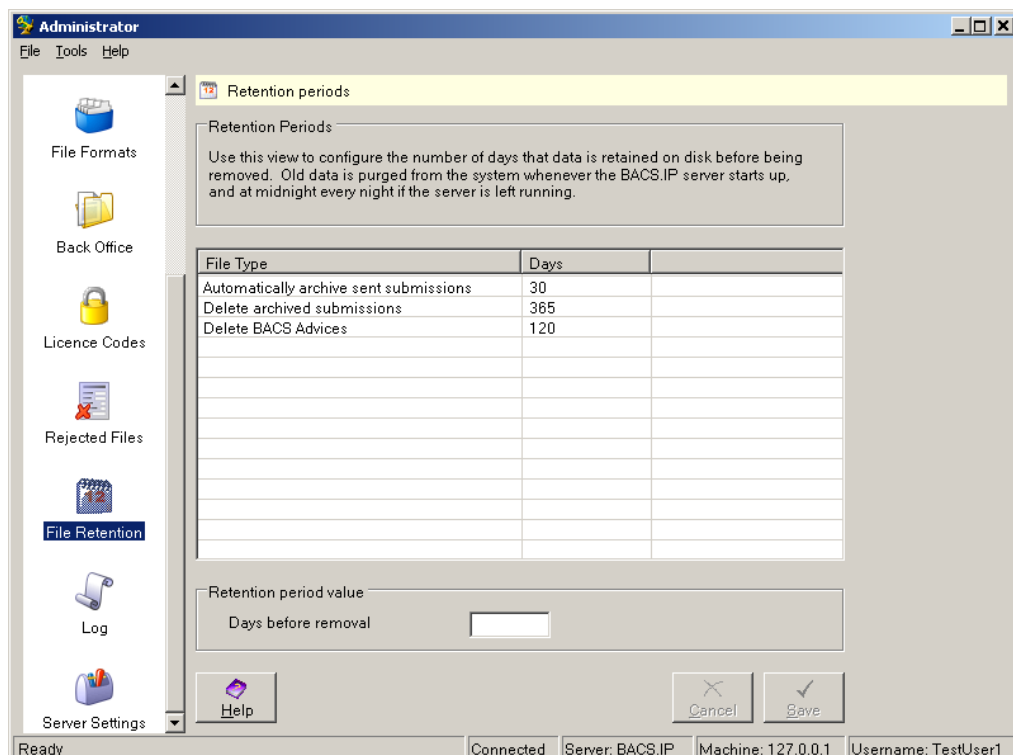 Administrator
File Tools Help
File Formats
Back Office
Licence Codes
Rejected Files
12
File Retention
Log
Server Settings
12 Retention periods
Retention Periods
Use this view to configure the number of days that data is retained on disk before being
removed. Old data is purged from the system whenever the BACS.IP server starts up,
and at midnight every night if the server is left running.
File Type Days
Automatically archive sent submissions 30
Delete archived submissions 365
Delete BACS Advices 120
Retention period value
Days before removal
Help Cancel Save
Ready Connected Server: BACS.IP Machine: 127.0.0.1 Username: TestUser1